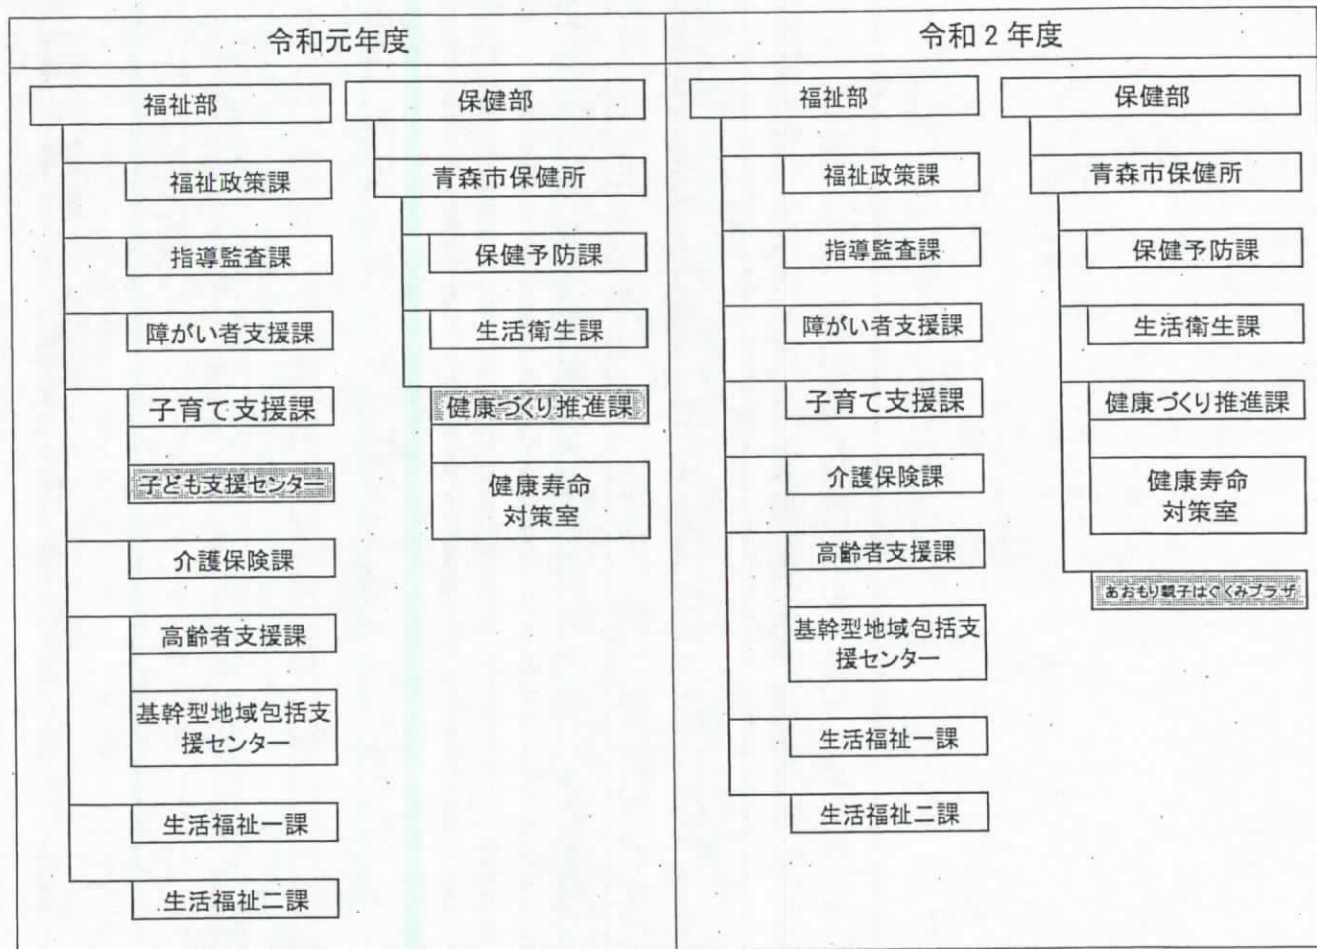 令和元年度
福祉部
福祉政策課
指導監査課
障がい者支援課
子育て支援課
子ども支援センター
介護保険課
高齢者支援課
基幹型地域包括支
援センター
生活福祉一課
生活福祉二課
保健部
青森市保健所
保健予防課
生活衛生課
健康づくり推進課
健康寿命
対策室
令和２年度
福祉部
福祉政策課
指導監査課
障がい者支援課
子育て支援課
介護保険課
高齢者支援課
基幹型地域包括支
援センター
生活福祉一課
生活福祉二課
保健部
青森市保健所
保健予防課
生活衛生課
健康づくり推進課
健康寿命
対策室
あおもり親子はぐくみプラザ